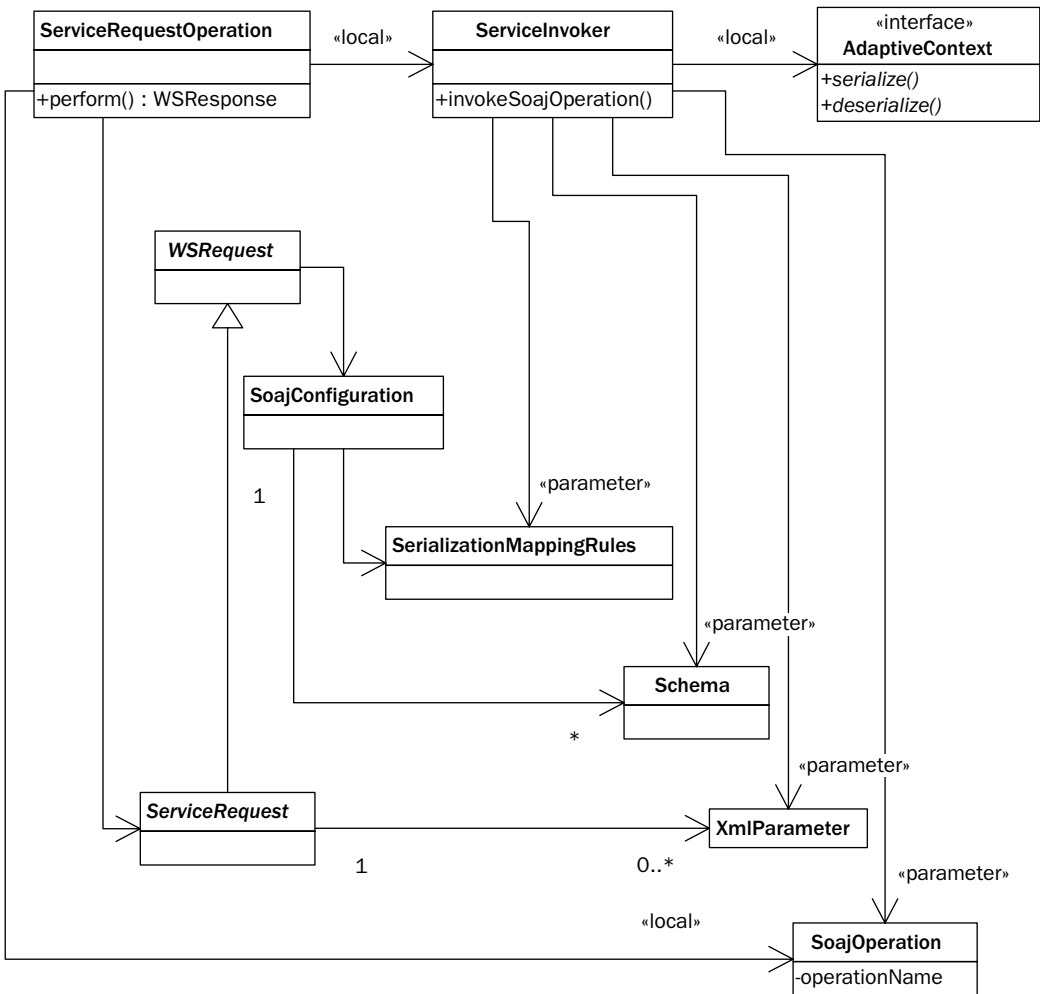 ServiceRequestOperation
«local»
ServiceInvoker
«local»
«interface»
AdaptiveContext
+perform() : WSResponse
+invokeSoajOperation()
+serialize()
+deserialize()
WSRequest
SoajConfiguration
1
«parameter»
SerializationMappingRules
«parameter»
Schema
*
«parameter»
ServiceRequest
XmlParameter
1
0..*
«parameter»
«local»
SoajOperation
-operationName